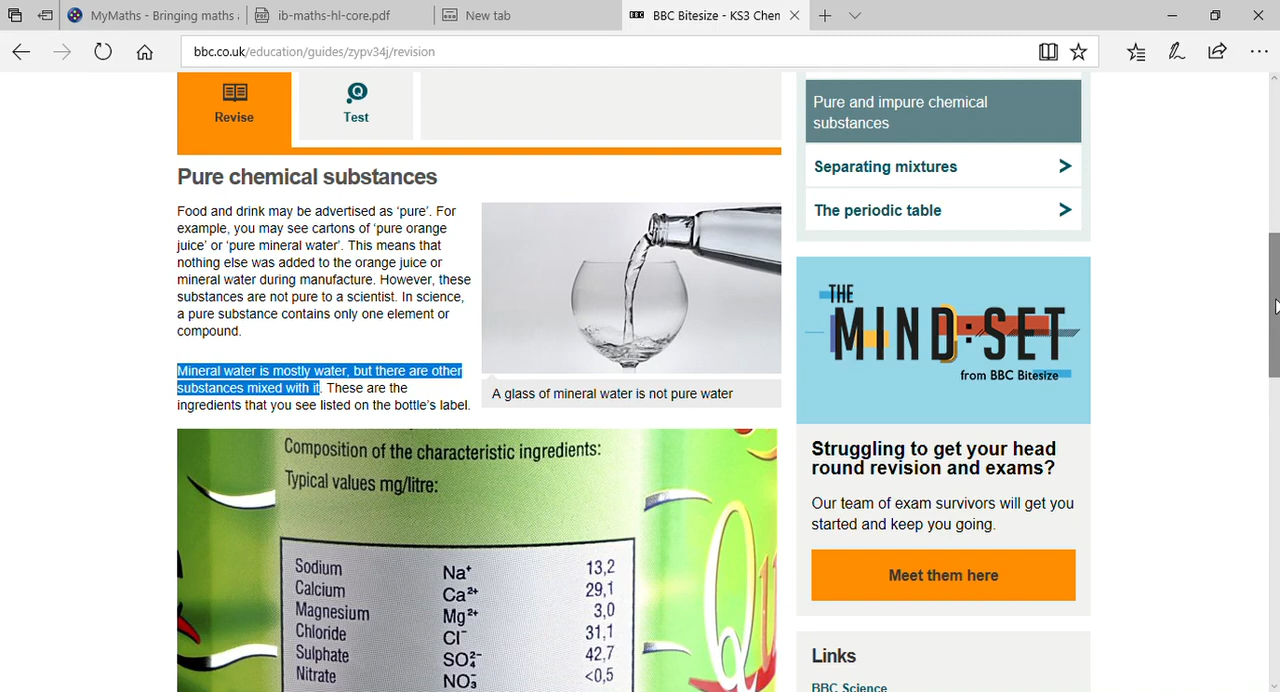 MyMaths - Bringing maths
ib-maths-hl-core.pdf
New tab
BBC Bitesize - KS3 Chem
bbc.co.uk/education/guides/zypv34j/revision
Revise
Test
Pure chemical substances
Food and drink may be advertised as ‘pure’. For
example, you may see cartons of ‘pure orange
juice’ or ‘pure mineral water’. This means that
nothing else was added to the orange juice or
mineral water during manufacture. However, these
substances are not pure to a scientist. In science,
a pure substance contains only one element or
compound.
Mineral water is mostly water, but there are other
substances mixed with it. These are the
ingredients that you see listed on the bottle’s label.
A glass of mineral water is not pure water
Composition of the characteristic ingredients:
Typical values mg/litre:
Sodium Na⁺ 13,2
Calcium Ca²⁺ 29,1
Magnesium Mg²⁺ 3,0
Chloride Cl⁻ 31,1
Sulphate SO₄²⁻ 42,7
Nitrate NO₃⁻ <0,5
Pure and impure chemical
substances
Separating mixtures
The periodic table
THE
MIND:SET
from BBC Bitesize
Struggling to get your head
round revision and exams?
Our team of exam survivors will get you
started and keep you going.
Meet them here
Links
BBC Science